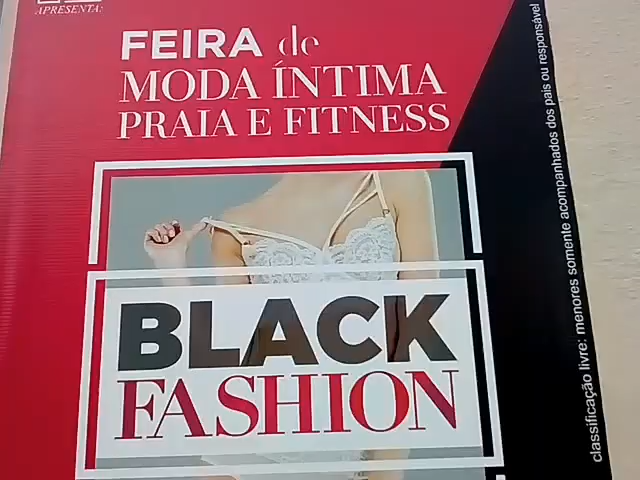 APRESENTA:
FEIRA de
MODA ÍNTIMA
PRAIA E FITNESS
BLACK
FASHION
classificação livre: menores somente acompanhados dos pais ou responsável